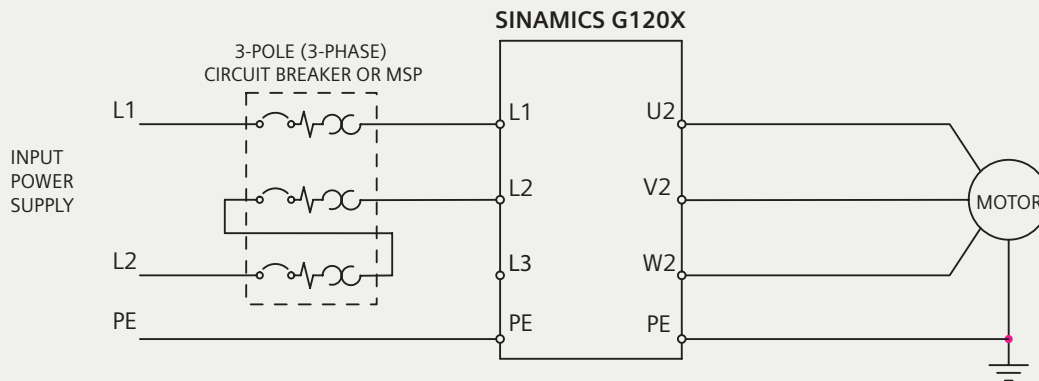 SINAMICS G120X
3-POLE (3-PHASE)
CIRCUIT BREAKER OR MSP
L1
L1
U2
INPUT
POWER
SUPPLY
L2
V2
MOTOR
L2
L3
W2
PE
PE
PE